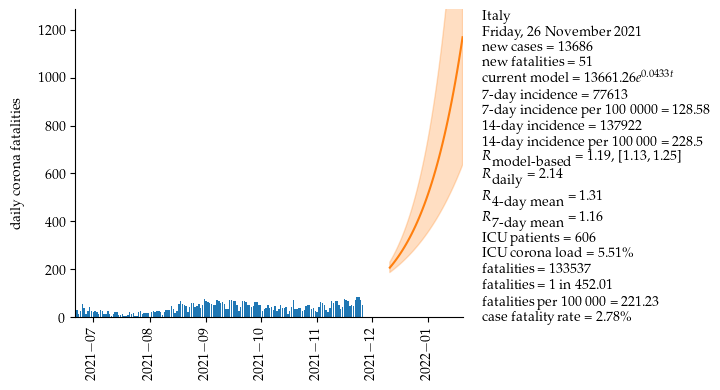 1200
1000
800
600
400
200
0
daily corona fatalities
2021−07
2021−08
2021−09
2021−10
2021−11
2021−12
2022−01
Italy
Friday, 26 November 2021
new cases = 13686
new fatalities = 51
current model = 13661.26e^0.0433t
7-day incidence = 77613
7-day incidence per 100 0000 = 128.58
14-day incidence = 137922
14-day incidence per 100 000 = 228.5
R model-based = 1.19, [1.13, 1.25]
R daily = 2.14
R 4-day mean = 1.31
R 7-day mean = 1.16
ICU patients = 606
ICU corona load = 5.51%
fatalities = 133537
fatalities = 1 in 452.01
fatalities per 100 000 = 221.23
case fatality rate = 2.78%